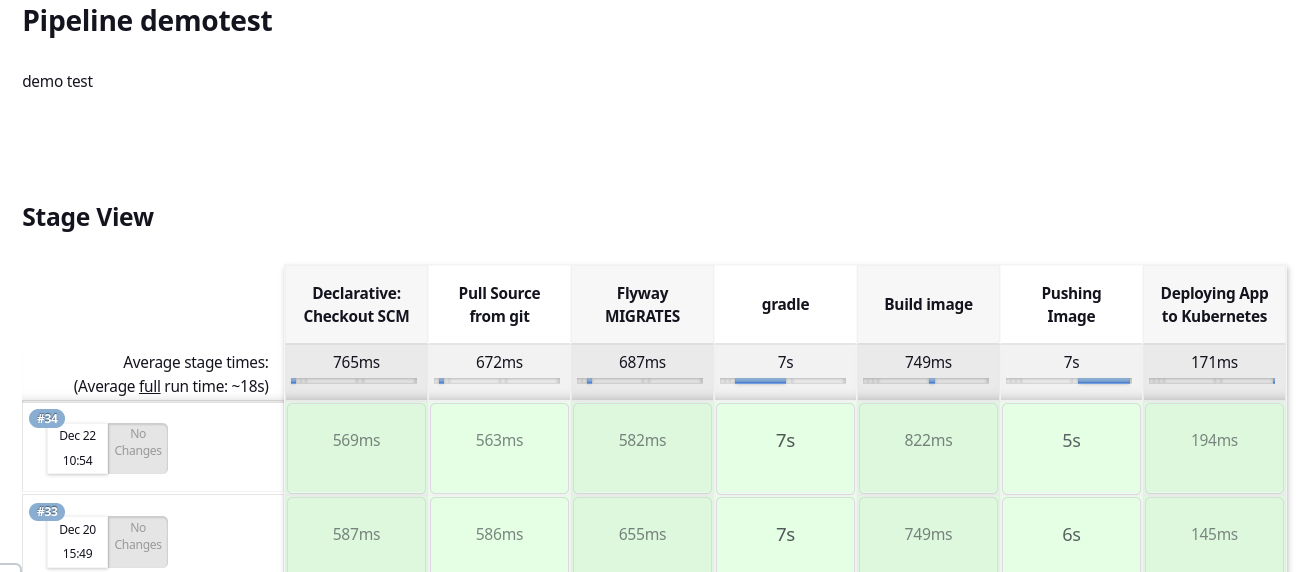 Pipeline demotest
demo test
Stage View
Declarative:
Checkout SCM
Pull Source
from git
Flyway
MIGRATES
gradle
Build image
Pushing
Image
Deploying App
to Kubernetes
Average stage times:
(Average full run time: ~18s)
765ms
672ms
687ms
7s
749ms
7s
171ms
#34
Dec 22
10:54
No
Changes
569ms
563ms
582ms
7s
822ms
5s
194ms
#33
Dec 20
15:49
No
Changes
587ms
586ms
655ms
7s
749ms
6s
145ms